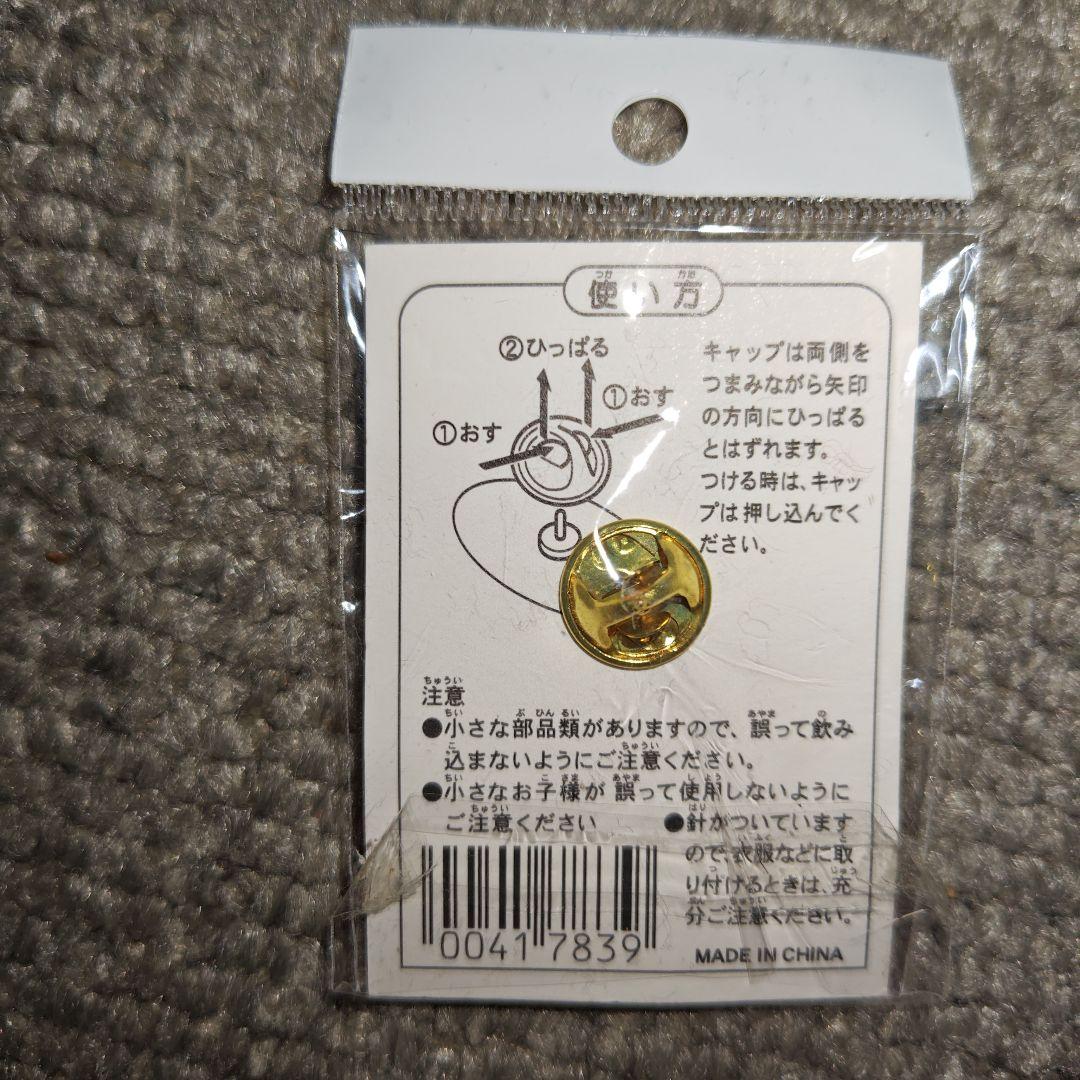 使い方
②ひっぱる
①おす
①おす
キャップは両側を
つまみながら矢印
の方向にひっぱる
とはずれます。
つける時は、キャッ
プは押し込んでく
ださい。
注意
●小さな部品類がありますので、誤って飲み
込まないようにご注意ください。
●小さなお子様が誤って使用しないように
ご注意ください
●針がついています
ので、衣服などに取
り付けるときは、充
分ご注意ください。
0041 7839
MADE IN CHINA